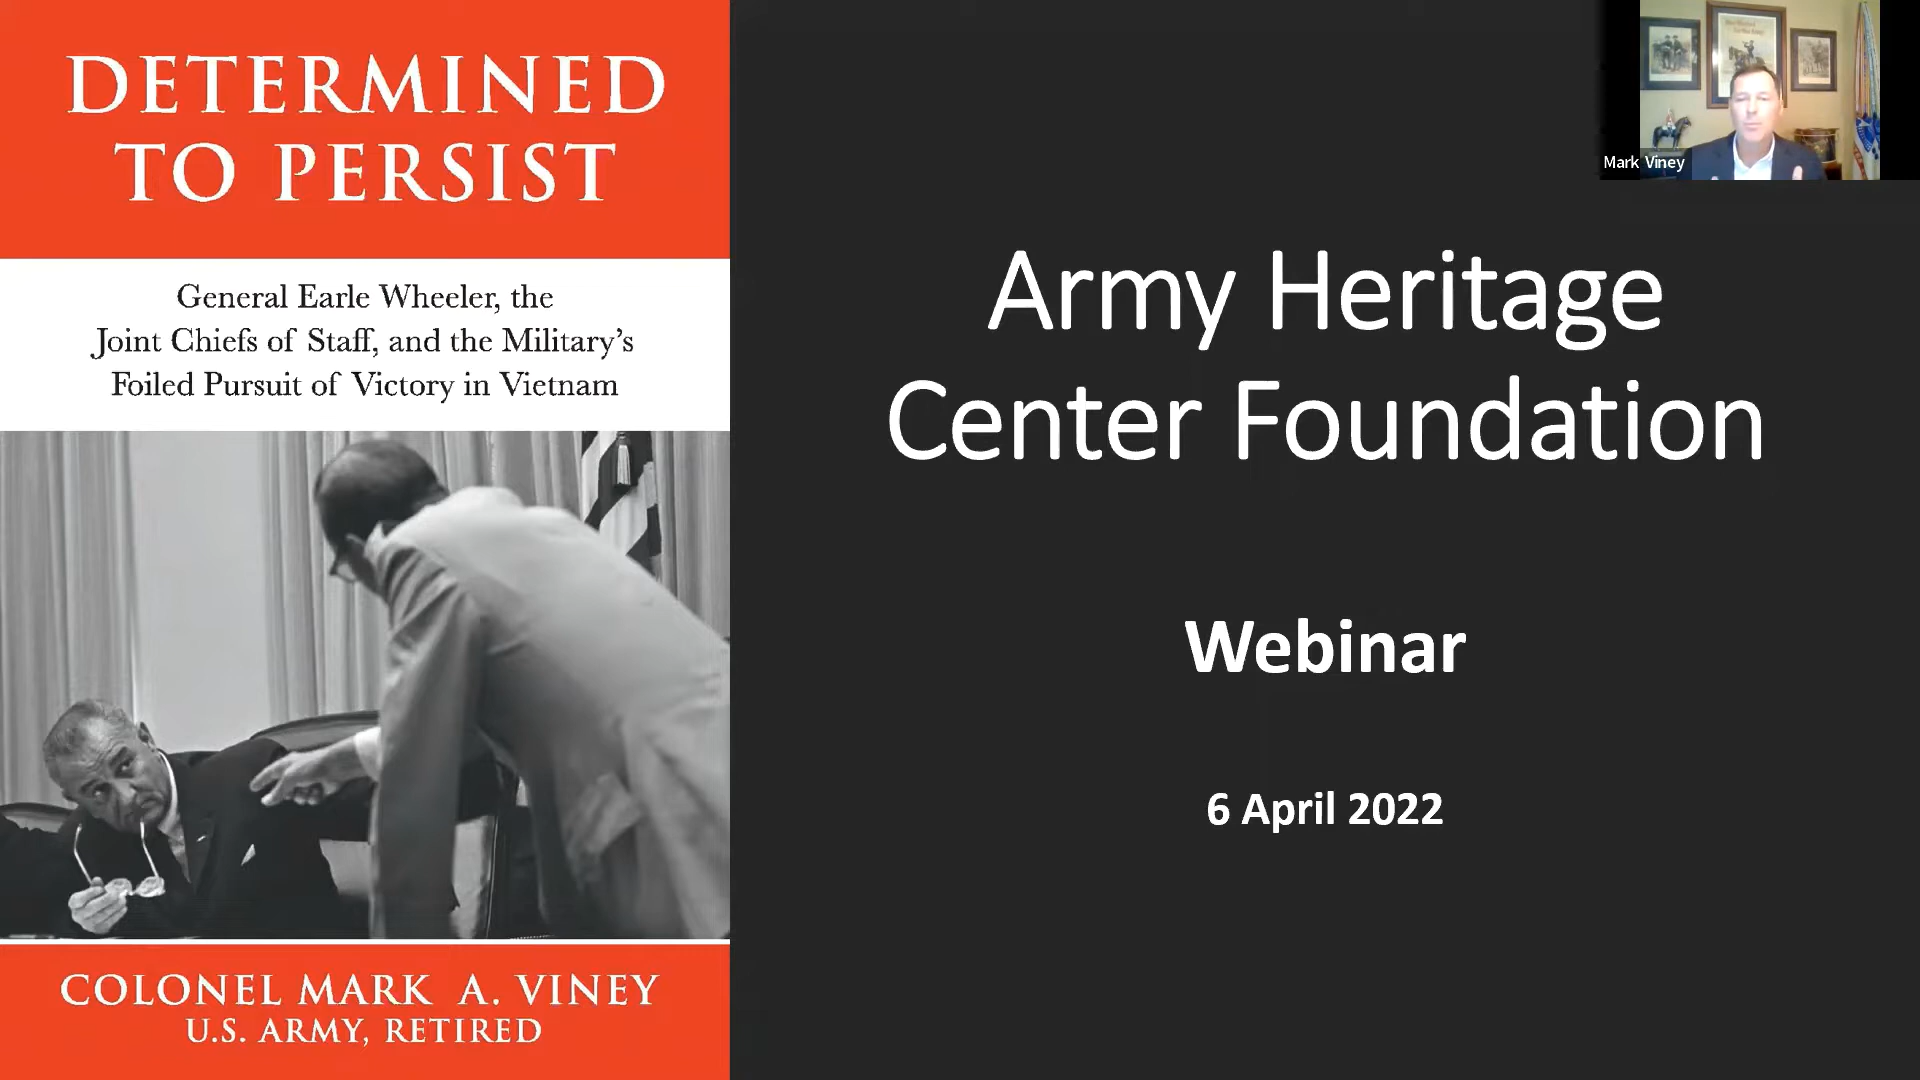 DETERMINED
TO PERSIST
General Earle Wheeler, the
Joint Chiefs of Staff, and the Military's
Foiled Pursuit of Victory in Vietnam
COLONEL MARK A. VINEY
U.S. ARMY, RETIRED
Army Heritage
Center Foundation
Webinar
6 April 2022
Mark Viney